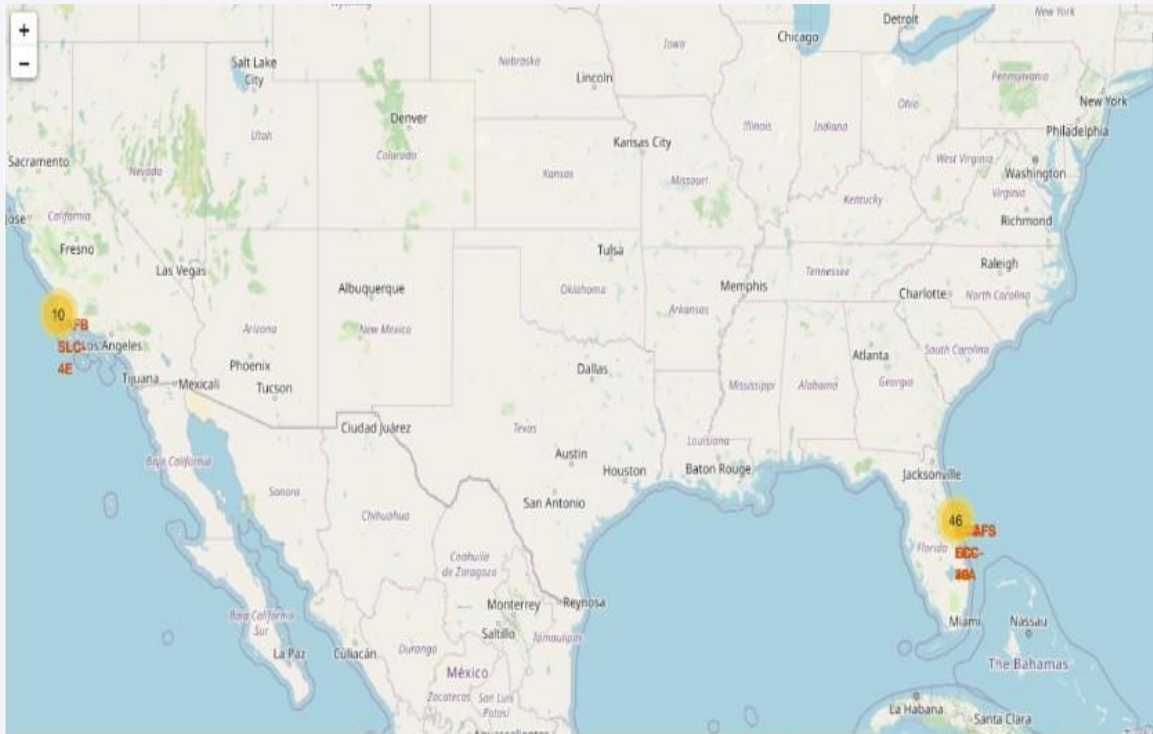 +
−
Wyoming
Iowa
Chicago
Detroit
New York
Salt Lake
City
Nebraska
Lincoln
Pennsylvania
New York
Denver
Utah
Colorado
Illinois
Indiana
Ohio
Philadelphia
Kansas City
Sacramento
Nevada
Kansas
Missouri
West Virginia
Washington
Virginia
Kentucky
Jose
California
Richmond
Fresno
Las Vegas
Tulsa
Raleigh
Tennessee
Albuquerque
Oklahoma
Memphis
Charlotte
North Carolina
10
Arizona
New Mexico
Arkansas
SLC-
Los Angeles
4E
Phoenix
Atlanta
South Carolina
Dallas
Tijuana
Mexicali
Tucson
Mississippi
Alabama
Georgia
Ciudad Juárez
Texas
Louisiana
Austin
Baja California
Houston
Baton Rouge
Jacksonville
Sonora
San Antonio
Chihuahua
46
Florida
Coahuila
de Zaragoza
Monterrey
Reynosa
Baja California
Sur
Saltillo
Tamaulipas
Miami
Nassau
La Paz
Culiacán
Durango
México
The Bahamas
Zacatecas
San Luis
Potosí
La Habana
Santa Clara
Aguascalientes